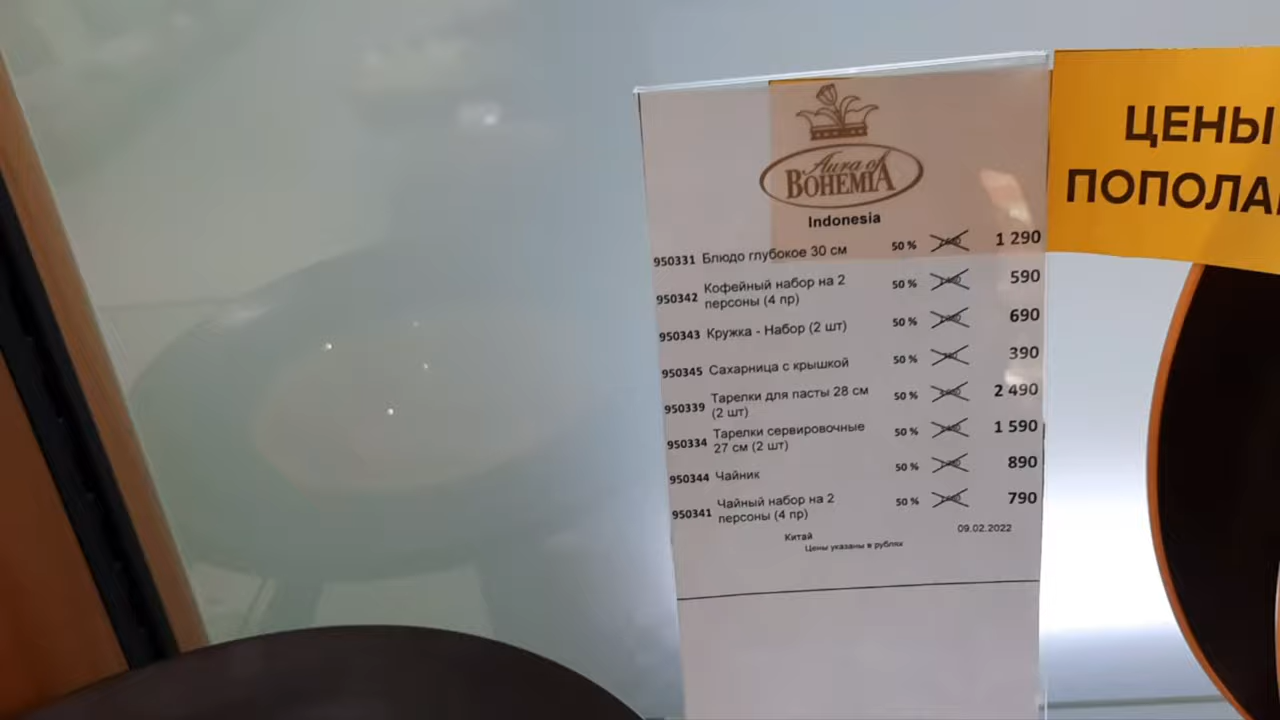 Aura of
BOHEMIA
Indonesia
950331 Блюдо глубокое 30 см 50 % 1 290
950342 Кофейный набор на 2
персоны (4 пр) 50 % 590
950343 Кружка - Набор (2 шт) 50 % 690
950345 Сахарница с крышкой 50 % 390
950339 Тарелки для пасты 28 см
(2 шт) 50 % 2 490
950334 Тарелки сервировочные
27 см (2 шт) 50 % 1 590
950344 Чайник 50 % 890
950341 Чайный набор на 2
персоны (4 пр) 50 % 790
Китай 09.02.2022
Цены указаны в рублях
ЦЕНЫ
ПОПОЛА